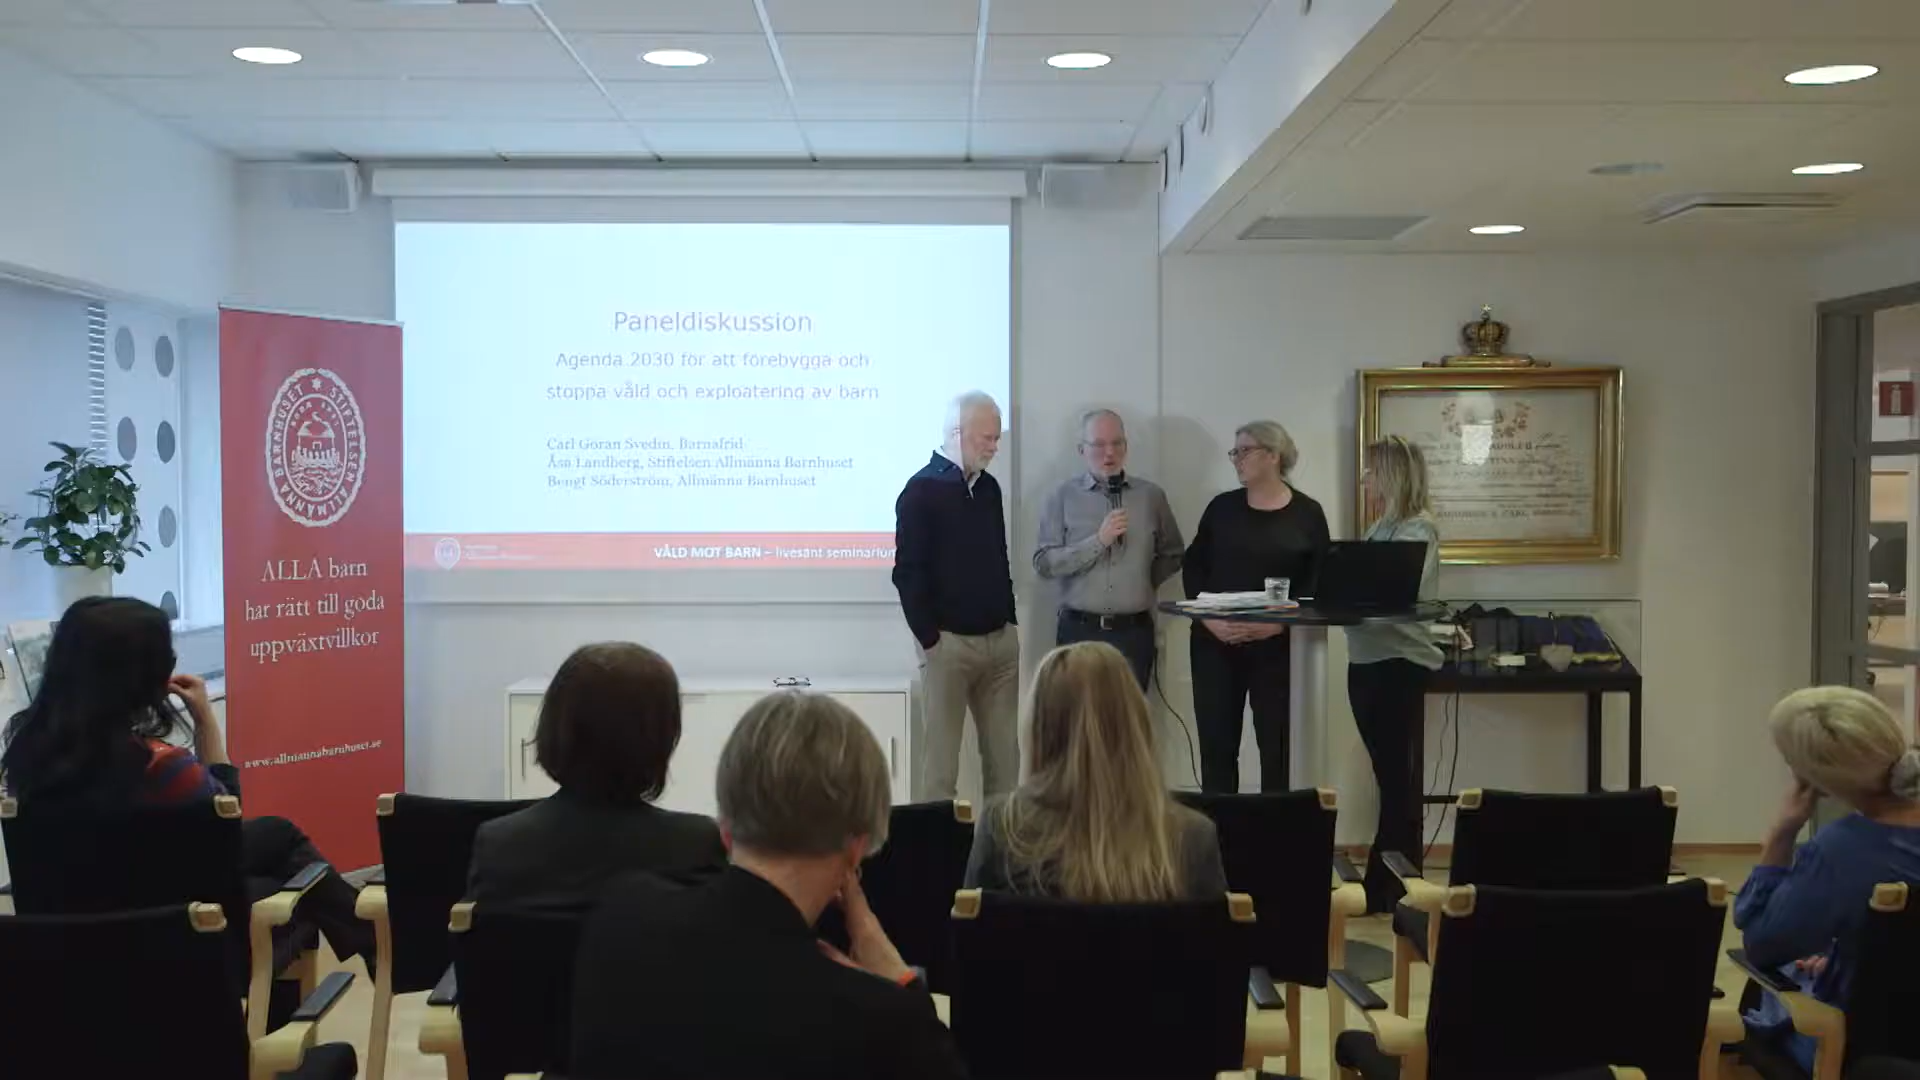 Paneldiskussion
Agenda 2030 för att förebygga och
stoppa våld och exploatering av barn
Carl Göran Svedin, Barnafrid
Åsa Landberg, Stiftelsen Allmänna Barnhuset
Bengt Söderström, Allmänna Barnhuset
VÅLD MOT BARN – livesänt seminarium
STIFTELSEN ALLMÄNNA BARNHUSET
ALLA barn
har rätt till goda
uppväxtvillkor
www.allmannabarnhuset.se